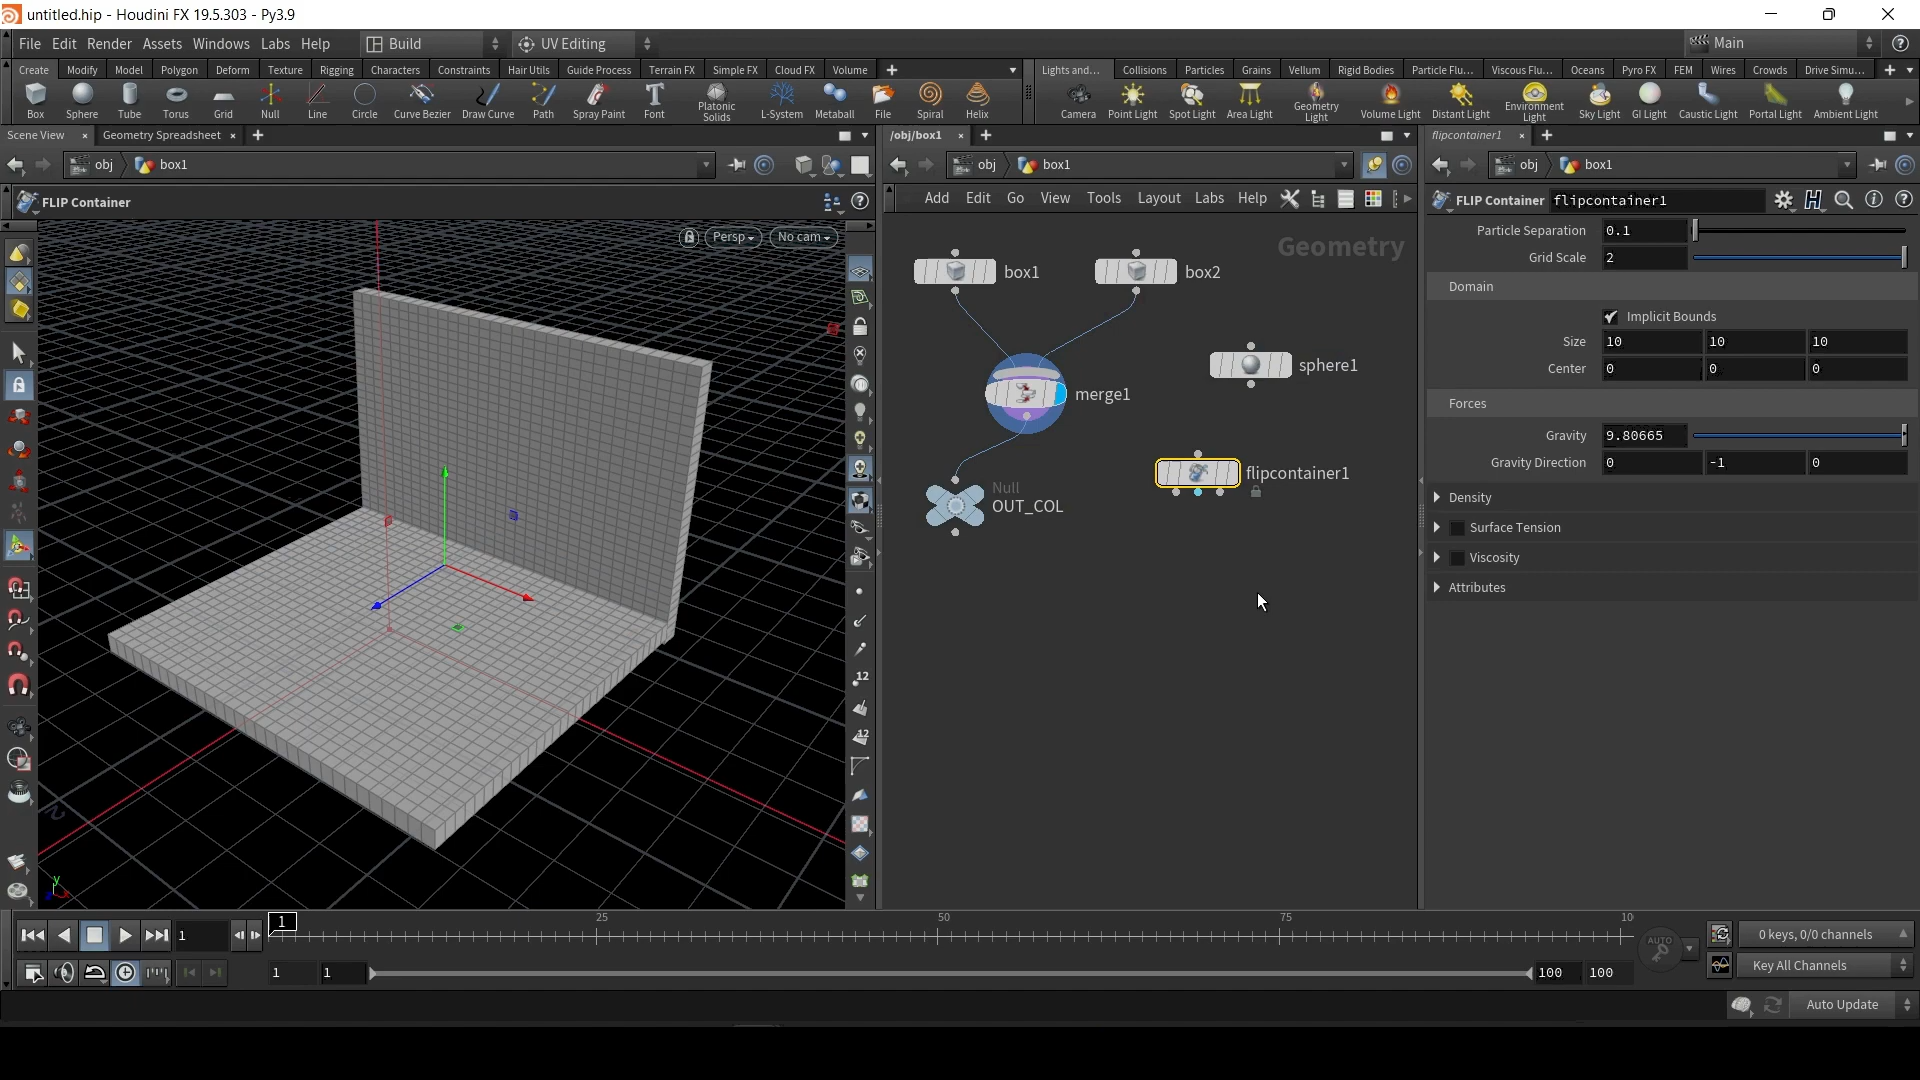 untitled.hip - Houdini FX 19.5.303 - Py3.9
File Edit Render Assets Windows Labs Help Build UV Editing Main
Create Modify Model Polygon Deform Texture Rigging Characters Constraints Hair Utils Guide Process Terrain FX Simple FX Cloud FX Volume
Lights and... Collisions Particles Grains Vellum Rigid Bodies Particle Flu... Viscous Flu... Oceans Pyro FX FEM Wires Crowds Drive Simu...
Box Sphere Tube Torus Grid Null Line Circle Curve Bezier Draw Curve Path Spray Paint Font Platonic Solids L-System Metaball File Spiral Helix
Camera Point Light Spot Light Area Light Geometry Light Volume Light Distant Light Environment Light Sky Light GI Light Caustic Light Portal Light Ambient Light
Scene View Geometry Spreadsheet
/obj/box1
flipcontainer1
obj box1
obj box1
obj box1
FLIP Container
Add Edit Go View Tools Layout Labs Help
FLIP Container flipcontainer1
Persp No cam
Geometry
box1
box2
sphere1
merge1
flipcontainer1
Null
OUT_COL
Particle Separation 0.1
Grid Scale 2
Domain
Implicit Bounds
Size 10 10 10
Center 0 0 0
Forces
Gravity 9.80665
Gravity Direction 0 -1 0
Density
Surface Tension
Viscosity
Attributes
12
12
y
1
1 25 50 75 10
AUTO
0 keys, 0/0 channels
1 1 100 100
Key All Channels
Auto Update